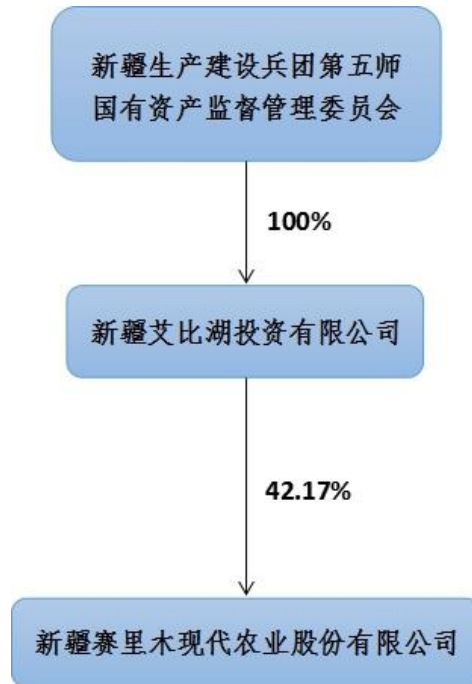 新疆生产建设兵团第五师
国有资产监督管理委员会
100%
新疆艾比湖投资有限公司
42.17%
新疆赛里木现代农业股份有限公司